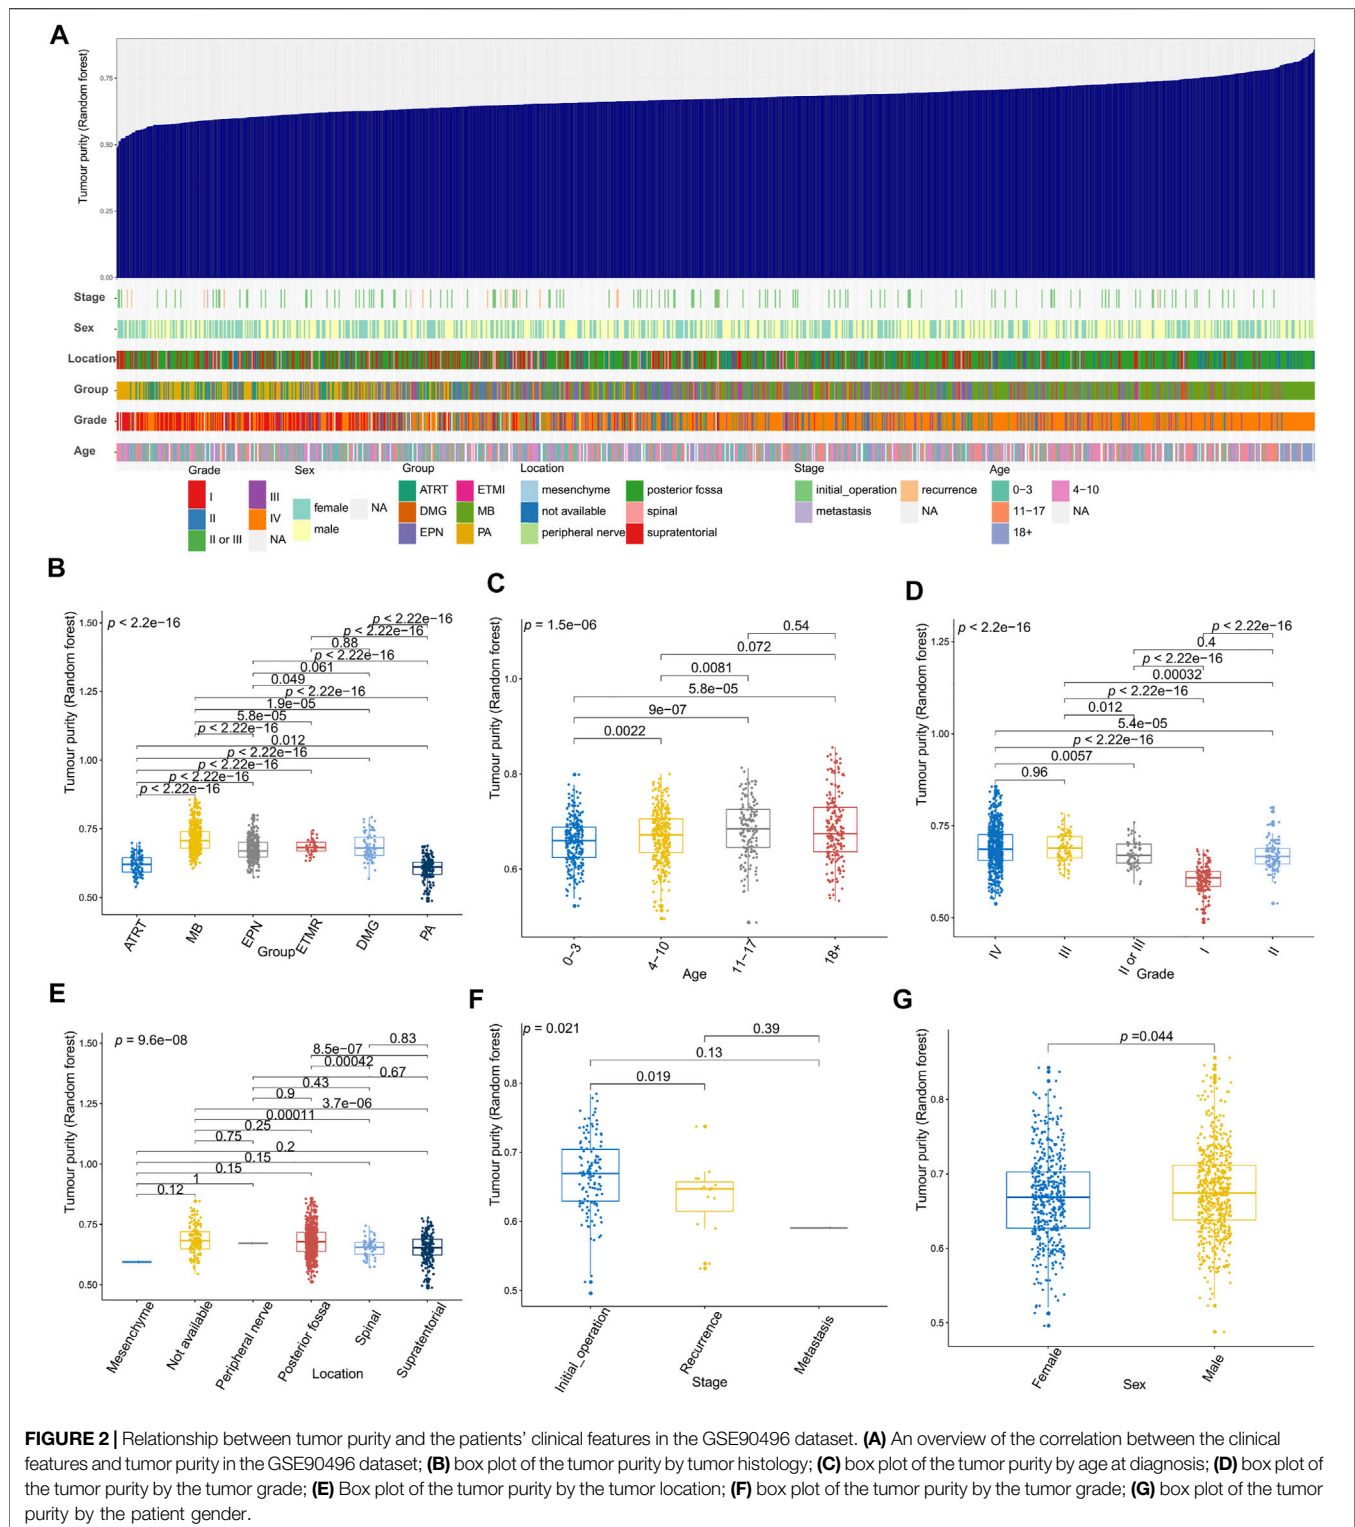 A
Tumour purity (Random forest)
0.75
0.50
0.25
0.00
Stage
Sex
Location
Group
Grade
Age
Grade
I
II
II or III
III
IV
NA
Sex
female
male
NA
Group
ATRT
DMG
EPN
ETMI
MB
PA
Location
mesenchyme
not available
peripheral nerve
posterior fossa
spinal
supratentorial
Stage
initial_operation
metastasis
recurrence
NA
Age
0-3
11-17
18+
4-10
NA
B
Tumour purity (Random forest)
1.50
1.25
1.00
0.75
0.50
p < 2.2e-16
p < 2.22e-16
p < 2.22e-16
0.88
p < 2.22e-16
0.061
0.049
p < 2.22e-16
1.9e-05
5.8e-05
p < 2.22e-16
0.012
p < 2.22e-16
p < 2.22e-16
p < 2.22e-16
p < 2.22e-16
ATRT
MB
EPN
ETMR
DMG
PA
Group
C
Tumour purity (Random forest)
1.0
0.8
0.6
p = 1.5e-06
0.54
0.072
0.0081
5.8e-05
9e-07
0.0022
0-3
4-10
11-17
18+
Age
D
Tumour purity (Random forest)
1.25
1.00
0.75
0.50
p < 2.2e-16
p < 2.22e-16
0.4
p < 2.22e-16
0.00032
p < 2.22e-16
0.012
5.4e-05
p < 2.22e-16
0.0057
0.96
IV
III
II or III
I
II
Grade
E
Tumour purity (Random forest)
1.50
1.25
1.00
0.75
0.50
p = 9.6e-08
0.83
8.5e-07
0.00042
0.67
0.43
0.9
3.7e-06
0.00011
0.25
0.75
0.2
0.15
0.15
1
0.12
Mesenchyme
Not available
Peripheral nerve
Posterior fossa
Spinal
Supratentorial
Location
F
Tumour purity (Random forest)
0.8
0.7
0.6
0.5
p = 0.021
0.39
0.13
0.019
Initial_operation
Recurrence
Metastasis
Stage
G
Tumour purity (Random forest)
0.8
0.7
0.6
0.5
p =0.044
Female
Male
Sex
FIGURE 2 | Relationship between tumor purity and the patients' clinical features in the GSE90496 dataset. (A) An overview of the correlation between the clinical
features and tumor purity in the GSE90496 dataset; (B) box plot of the tumor purity by tumor histology; (C) box plot of the tumor purity by age at diagnosis; (D) box plot of
the tumor purity by the tumor grade; (E) Box plot of the tumor purity by the tumor location; (F) box plot of the tumor purity by the tumor grade; (G) box plot of the tumor
purity by the patient gender.